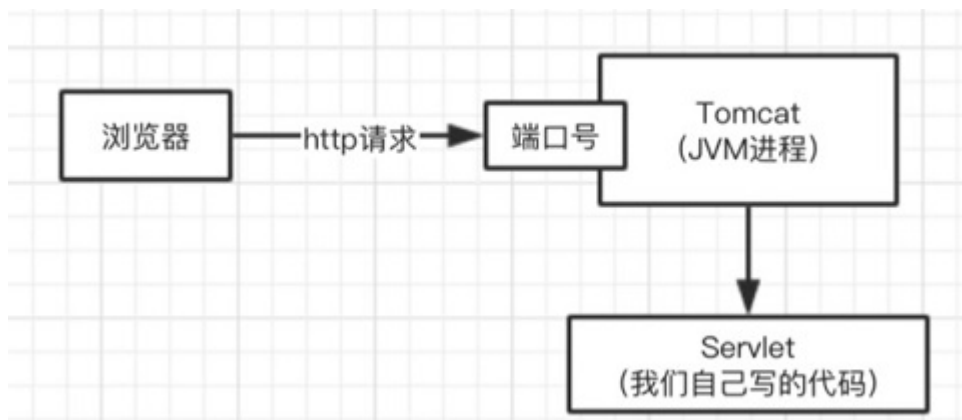 浏览器
http请求
端口号
Tomcat
（JVM进程）
Servlet
（我们自己写的代码）